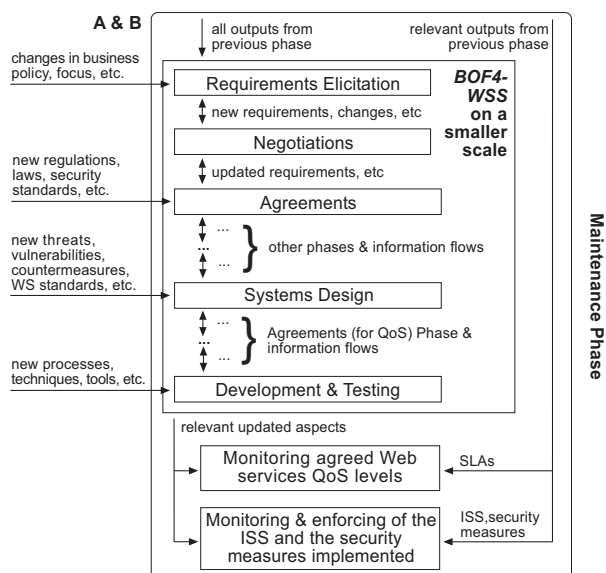 A & B
all outputs from
previous phase
relevant outputs from
previous phase
changes in business
policy, focus, etc.
Requirements Elicitation
BOF4-
WSS
on a
smaller
scale
new requirements, changes, etc
Negotiations
new regulations,
laws, security
standards, etc.
updated requirements, etc
Agreements
...
...
...
other phases & information flows
new threats,
vulnerabilities,
countermeasures,
WS standards, etc.
Systems Design
...
...
...
Agreements (for QoS) Phase &
information flows
new processes,
techniques, tools, etc.
Development & Testing
Maintenance Phase
relevant updated aspects
Monitoring agreed Web
services QoS levels
SLAs
Monitoring & enforcing of the
ISS and the security
measures implemented
ISS,security
measures